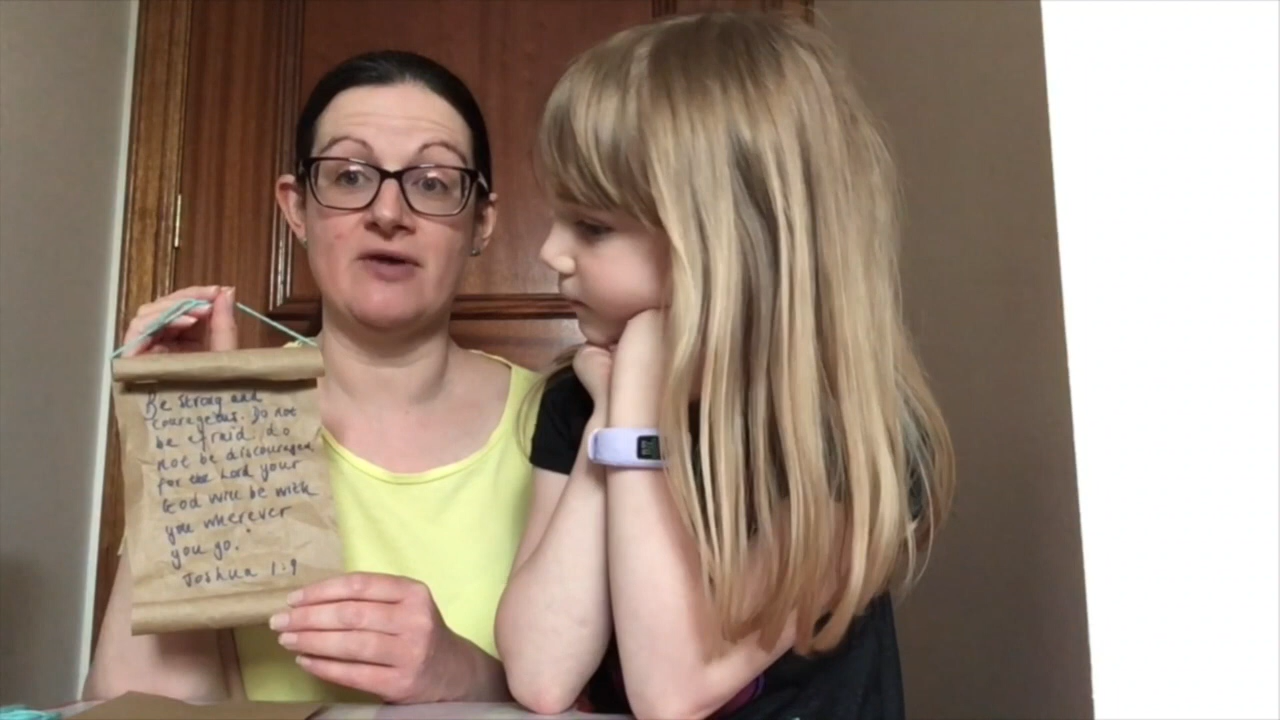 Be strong and
courageous. Do not
be afraid, do
not be discouraged
for the Lord your
God will be with
you wherever
you go."
Joshua 1:9